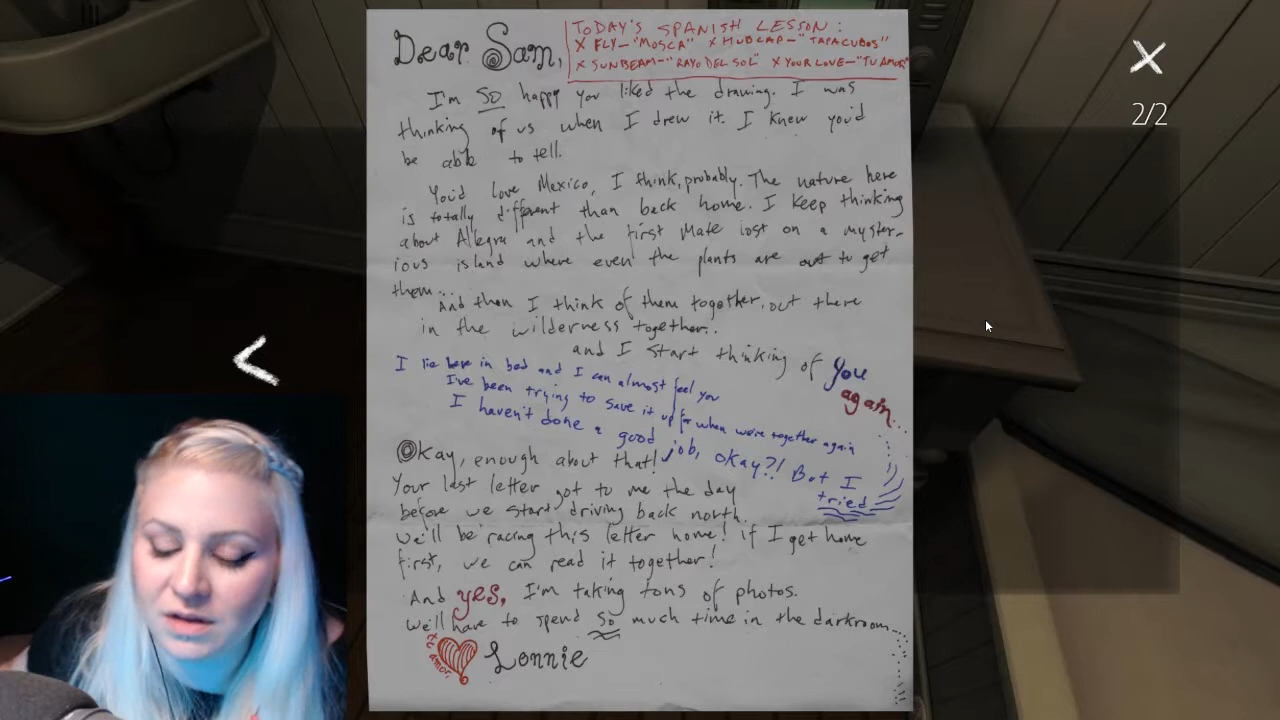 Dear Sam,
TODAY'S SPANISH LESSON:
X FLY-"MOSCA" X HUBCAP-"TAPACUBOS"
X SUNBEAM-"RAYO DEL SOL" X YOUR LOVE-"TU AMOR"
I'm SO happy you liked the drawing. I was
thinking of us when I drew it. I knew you'd
be able to tell.
You'd love Mexico, I think, probably. The nature here
is totally different than back home. I keep thinking
about Allegra and the First Mate lost on a myster-
ious island where even the plants are out to get
them...
And then I think of them together, out there
in the wilderness together..
and I start thinking of you
again...
I lie here in bed and I can almost feel you
I've been trying to save it up for when we're together again
I haven't done a good job, okay?! But I
tried
Okay, enough about that!
Your last letter got to me the day
before we start driving back north.
We'll be racing this letter home! if I get home
first, we can read it together!
And yes, I'm taking tons of photos.
We'll have to spend SO much time in the darkroom...
amor,
Lonnie
X
2/2